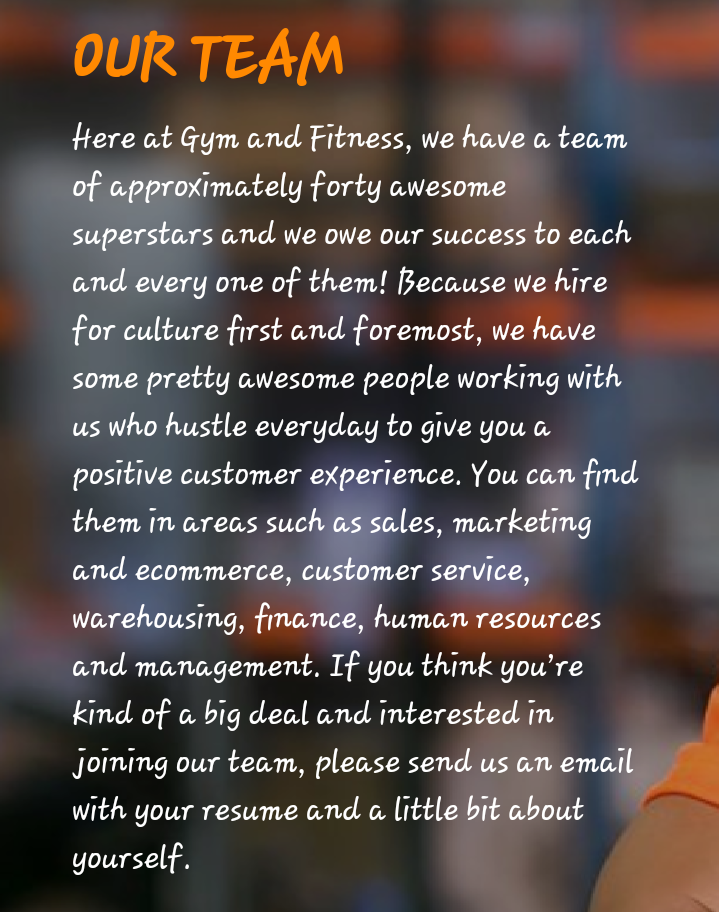 OUR TEAM
Here at Gym and Fitness, we have a team
of approximately forty awesome
superstars and we owe our success to each
and every one of them! Because we hire
for culture first and foremost, we have
some pretty awesome people working with
us who hustle everyday to give you a
positive customer experience. You can find
them in areas such as sales, marketing
and ecommerce, customer service,
warehousing, finance, human resources
and management. If you think you’re
kind of a big deal and interested in
joining our team, please send us an email
with your resume and a little bit about
yourself.